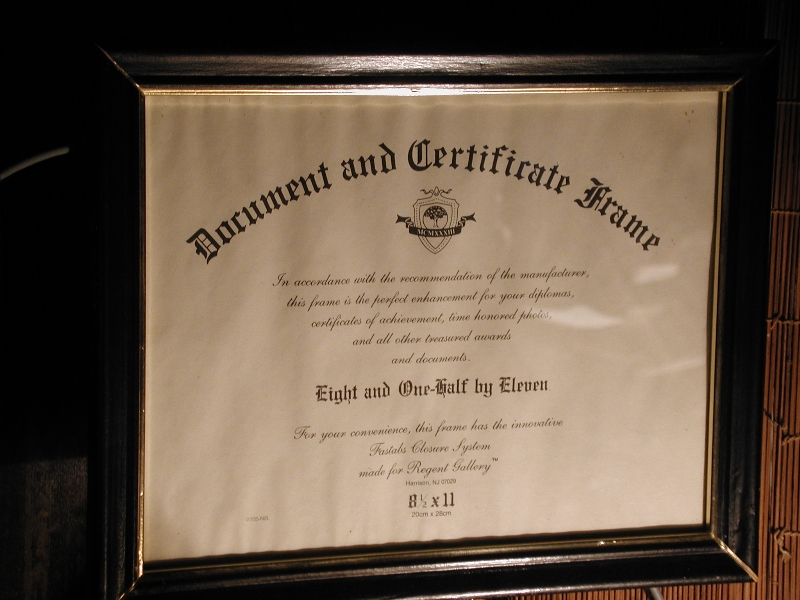 Document and Certificate Frame
MCMXXXIII
In accordance with the recommendation of the manufacturer,
this frame is the perfect enhancement for your diplomas,
certificates of achievement, time honored photos,
and all other treasured awards
and documents.
Eight and One-Half by Eleven
For your convenience, this frame has the innovative
Fastabs Closure System
made for Regent Gallery™
Harrison, NJ 07029
8 1/2 x 11
20cm x 28cm